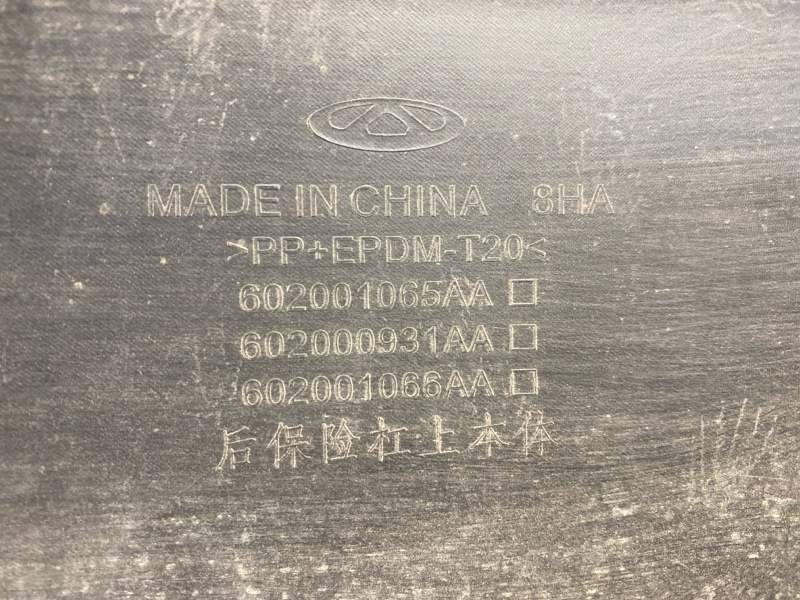 MADE IN CHINA 8HA
>PP+EPDM-T20<
602001065AA □
602000931AA □
602001066AA □
后保险杠上本体